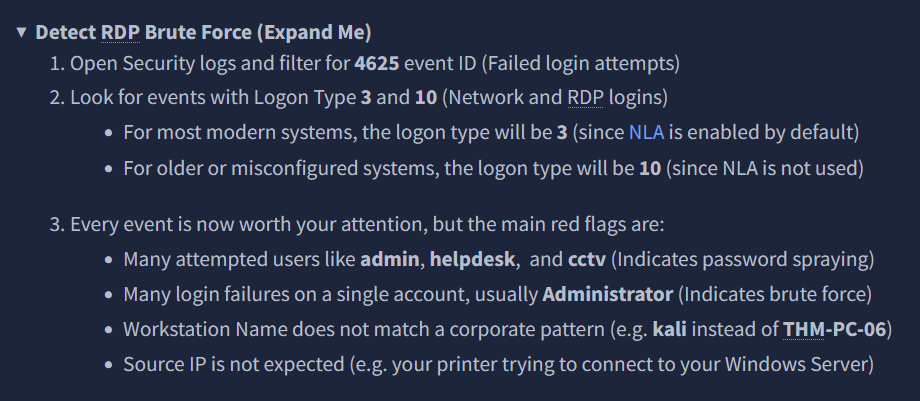 ▼ Detect RDP Brute Force (Expand Me)
1. Open Security logs and filter for 4625 event ID (Failed login attempts)
2. Look for events with Logon Type 3 and 10 (Network and RDP logins)
• For most modern systems, the logon type will be 3 (since NLA is enabled by default)
• For older or misconfigured systems, the logon type will be 10 (since NLA is not used)
3. Every event is now worth your attention, but the main red flags are:
• Many attempted users like admin, helpdesk, and cctv (Indicates password spraying)
• Many login failures on a single account, usually Administrator (Indicates brute force)
• Workstation Name does not match a corporate pattern (e.g. kali instead of THM-PC-06)
• Source IP is not expected (e.g. your printer trying to connect to your Windows Server)